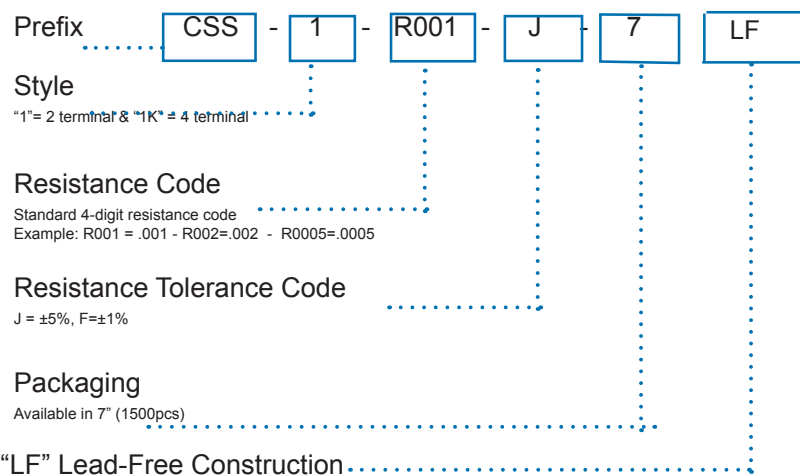 Prefix CSS - 1 - R001 - J - 7 LF
Style
“1”= 2 terminal & “1K” = 4 terminal
Resistance Code
Standard 4-digit resistance code
Example: R001 = .001 - R002=.002 - R0005=.0005
Resistance Tolerance Code
J = ±5%, F=±1%
Packaging
Available in 7” (1500pcs)
“LF” Lead-Free Construction